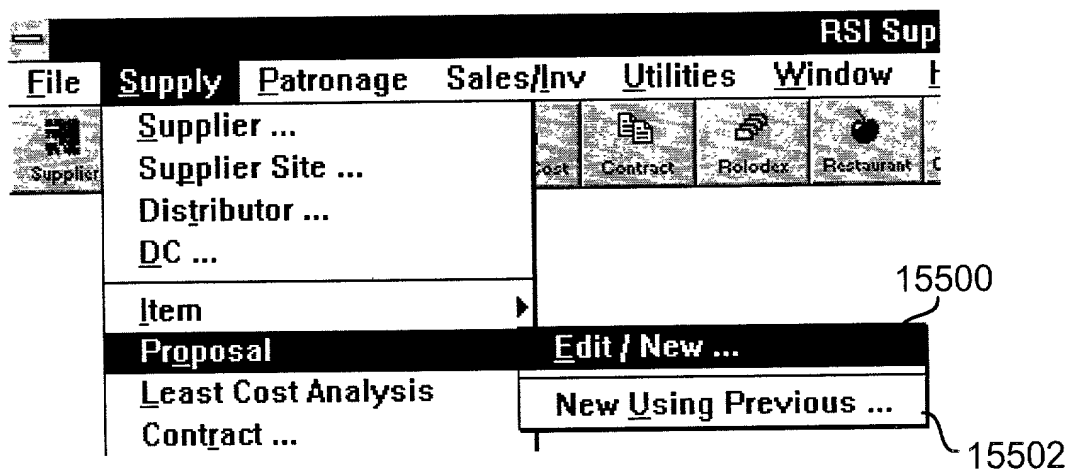 RSI Sup
File Supply Patronage Sales/Inv Utilities Window
Supplier ...
Supplier Contract Rolodex Restaurant
Supplier Site ...
Distributor ...
DC ...
15500
Item
Proposal Edit / New ...
Least Cost Analysis New Using Previous ...
Contract ...
15502